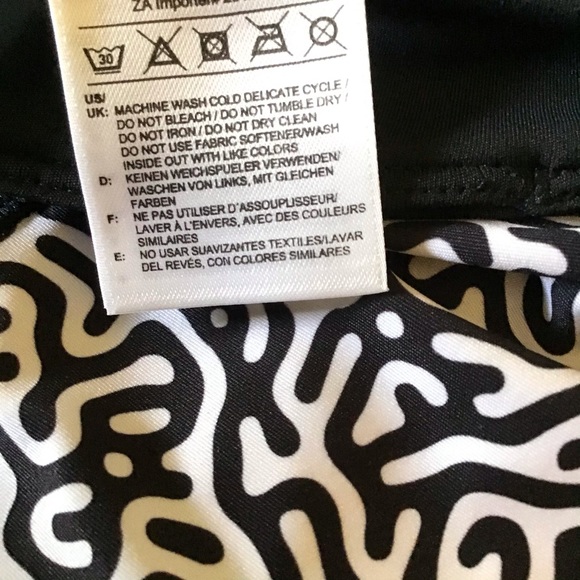 ZA Import
30
US/
UK: MACHINE WASH COLD DELICATE CYCLE /
DO NOT BLEACH / DO NOT TUMBLE DRY /
DO NOT IRON / DO NOT DRY CLEAN
DO NOT USE FABRIC SOFTENER/WASH
INSIDE OUT WITH LIKE COLORS
D: KEINEN WEICHSPUELER VERWENDEN/
WASCHEN VON LINKS, MIT GLEICHEN
FARBEN
F: NE PAS UTILISER D'ASSOUPLISSEUR/
LAVER À L'ENVERS, AVEC DES COULEURS
SIMILAIRES
E: NO USAR SUAVIZANTES TEXTILES/LAVAR
DEL REVÉS, CON COLORES SIMILARES